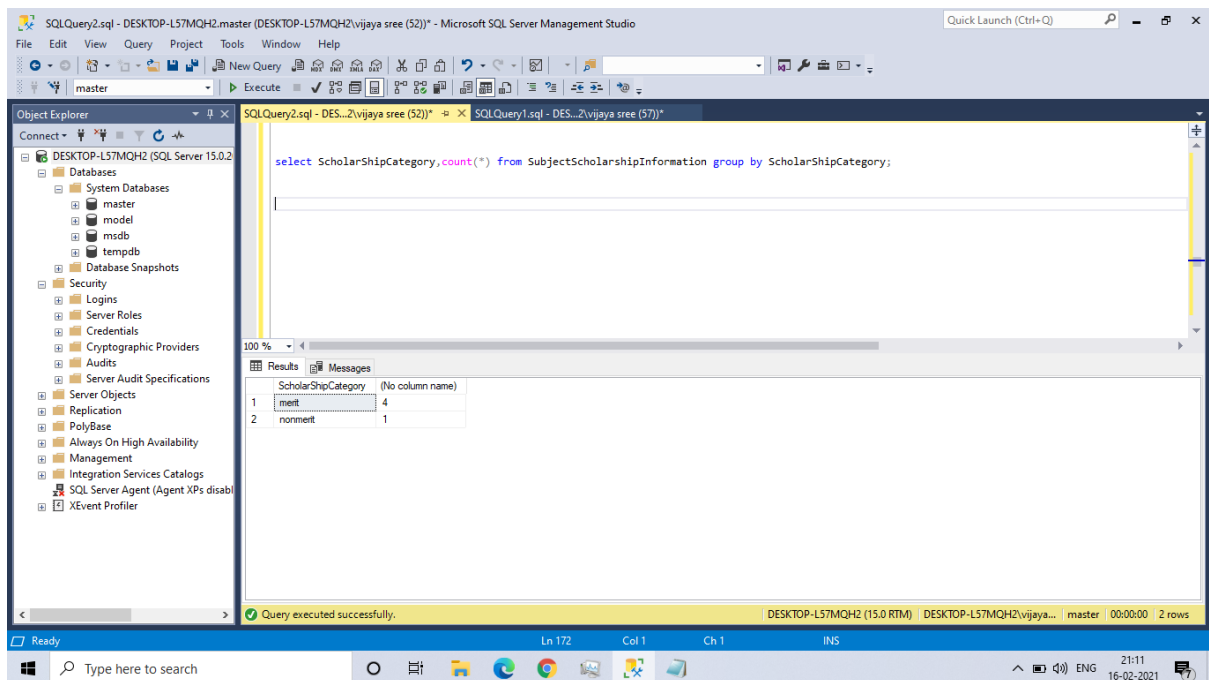 SQLQuery2.sql - DESKTOP-L57MQH2.master (DESKTOP-L57MQH2\vijaya sree (52))* - Microsoft SQL Server Management Studio
Quick Launch (Ctrl+Q)
File Edit View Query Project Tools Window Help
New Query
master
Execute
Object Explorer
SQLQuery2.sql - DES...2\vijaya sree (52))*
SQLQuery1.sql - DES...2\vijaya sree (57))*
Connect
DESKTOP-L57MQH2 (SQL Server 15.0.2
Databases
System Databases
master
model
msdb
tempdb
Database Snapshots
Security
Logins
Server Roles
Credentials
Cryptographic Providers
Audits
Server Audit Specifications
Server Objects
Replication
PolyBase
Always On High Availability
Management
Integration Services Catalogs
SQL Server Agent (Agent XPs disabl
XEvent Profiler
select ScholarShipCategory,count(*) from SubjectScholarshipInformation group by ScholarShipCategory;
100 %
Results Messages
ScholarShipCategory (No column name)
1 merit 4
2 nonmerit 1
Query executed successfully.
DESKTOP-L57MQH2 (15.0 RTM) DESKTOP-L57MQH2\vijaya... master 00:00:00 2 rows
Ready Ln 172 Col 1 Ch 1 INS
Type here to search
ENG
21:11
16-02-2021